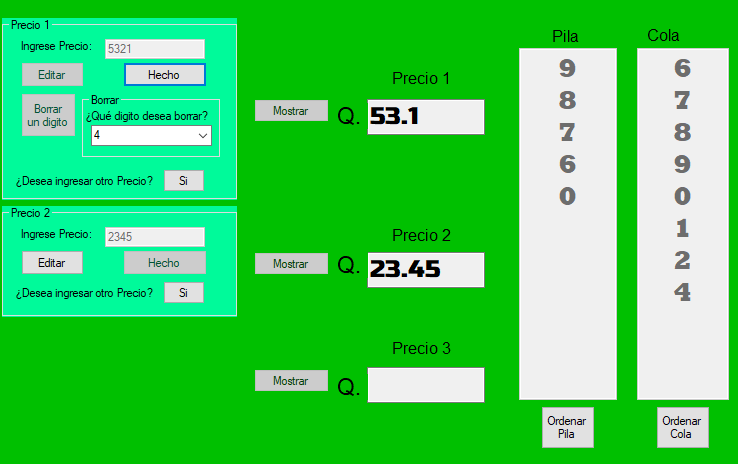 Precio 1
Ingrese Precio: 5321
Editar Hecho
Borrar
un digito
Borrar
¿Qué digito desea borrar?
4
¿Desea ingresar otro Precio? Si
Precio 2
Ingrese Precio: 2345
Editar Hecho
¿Desea ingresar otro Precio? Si
Precio 1
Mostrar Q. 53.1
Precio 2
Mostrar Q. 23.45
Precio 3
Mostrar Q.
Pila
9
8
7
6
0
Ordenar
Pila
Cola
6
7
8
9
0
1
2
4
Ordenar
Cola